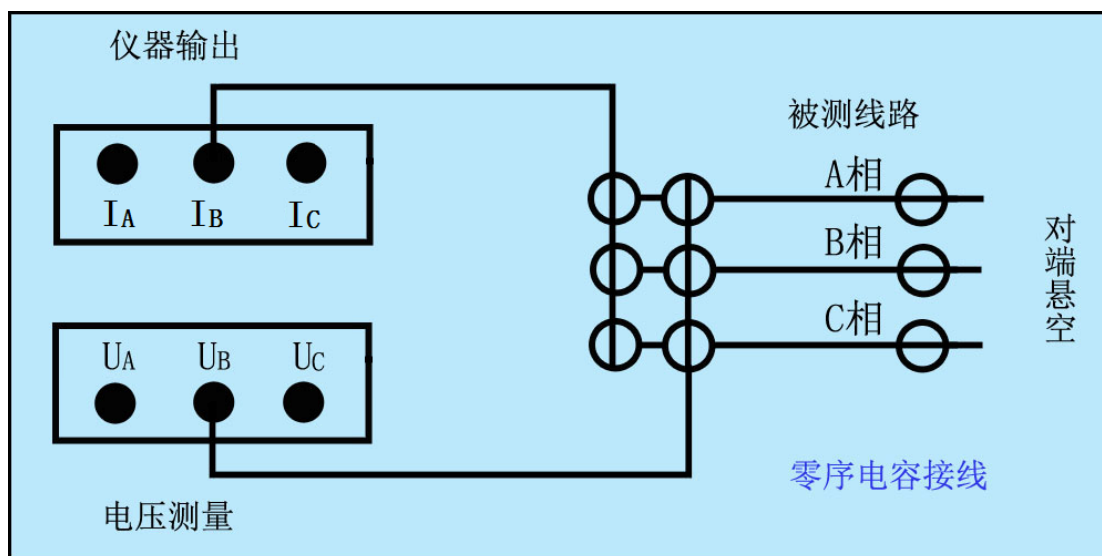 仪器输出
IA IB IC
被测线路
A相
B相
C相
对端悬空
UA UB UC
电压测量
零序电容接线